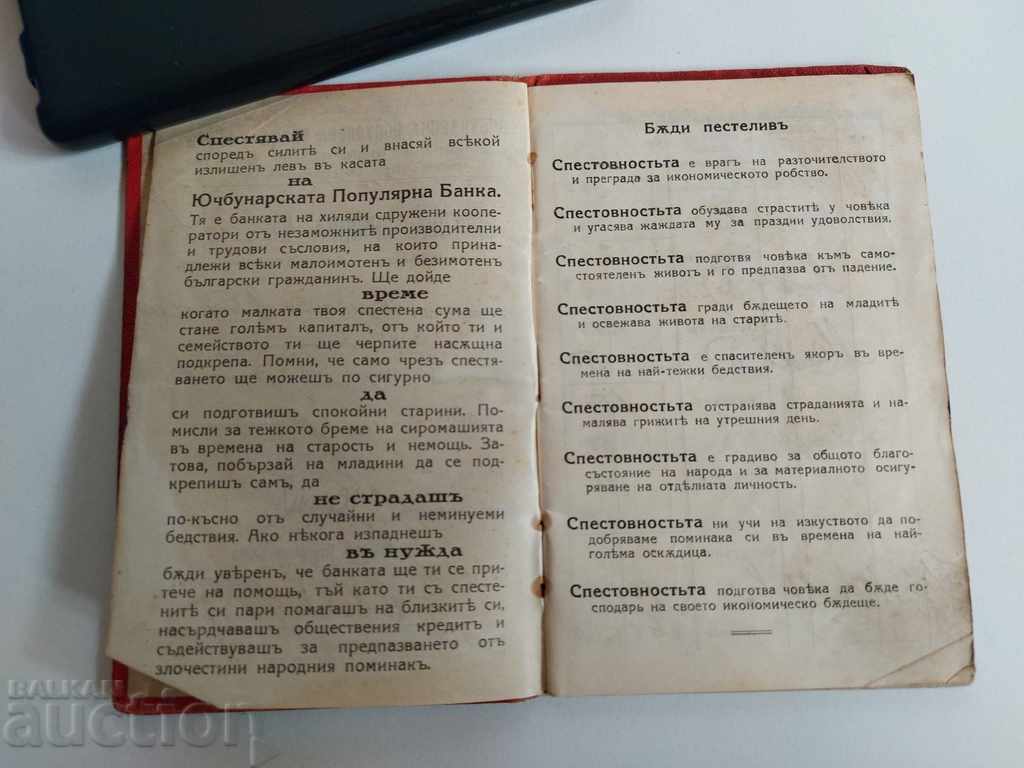 Спестявай
според силитѣ си и внасяй всѣкой
излишенъ левъ въ касата
на
Ючбунарската Популярна Банка.
Тя е банката на хиляди сдружени коопе-
ратори отъ незаможнитѣ производителни
и трудови съсловия, на които прина-
длежи всѣки малоимотенъ и безимотенъ
български гражданинъ. Ще дойде
време
когато малката твоя спестена сума ще
стане голѣмъ капиталъ, отъ който ти и
семейството ти ще черпите насѫщна
подкрепа. Помни, че само чрезъ спестя-
ването ще можешъ по сигурно
да
си подготвишъ спокойни старини. По-
мисли за тежкото бреме на сиромашията
въ времена на старость и немощь. За-
това, побързай на младини да се под-
крепишъ самъ, да
не страдашъ
по-късно отъ случайни и неминуеми
бедствия. Ако нѣкога изпаднешъ
въ нужда
бѫди увѣренъ, че банката ще ти се при-
тече на помощь, тъй като ти съ спесте-
нитѣ си пари помагашъ на близкитѣ си,
насърдчавашъ обществения кредитъ и
съдействувашъ за предпазването отъ
злочестини народния поминакъ.
Бѫди пестеливъ
Спестовностьта е врагъ на разточителството
и преграда за икономическото робство.
Спестовностьта обуздава страститѣ у човѣка
и угасява жаждата му за праздни удоволствия.
Спестовностьта подготвя човѣка къмъ само-
стоятеленъ животъ и го предпазва отъ падение.
Спестовностьта гради бѫдещето на младитѣ
и освежава живота на старитѣ.
Спестовностьта е спасителенъ якоръ въ вре-
мена на най-тежки бедствия.
Спестовностьта отстранява страданията и на-
малява грижитѣ на утрешния день.
Спестовностьта е градиво за общото благо-
състояние на народа и за материалното осигу-
ряване на отдѣлната личность.
Спестовностьта ни учи на изкуството да по-
добряваме поминака си въ времена на най-
голѣма оскѫдица.
Спестовностьта подготва човѣка да бѫде го-
сподарь на своето икономическо бѫдеще.
БАЛКАН
auction